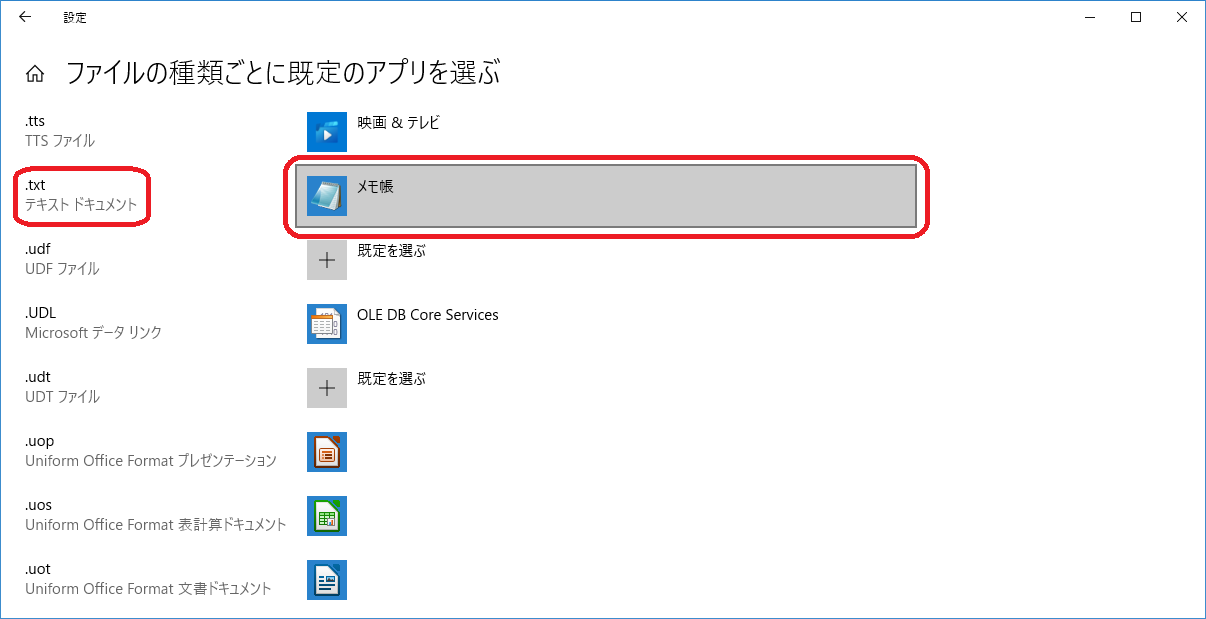 設定
ファイルの種類ごとに既定のアプリを選ぶ
.tts
TTS ファイル
映画 & テレビ
.txt
テキスト ドキュメント
メモ帳
.udf
UDF ファイル
既定を選ぶ
.UDL
Microsoft データ リンク
OLE DB Core Services
.udt
UDT ファイル
既定を選ぶ
.uop
Uniform Office Format プレゼンテーション
.uos
Uniform Office Format 表計算ドキュメント
.uot
Uniform Office Format 文書ドキュメント